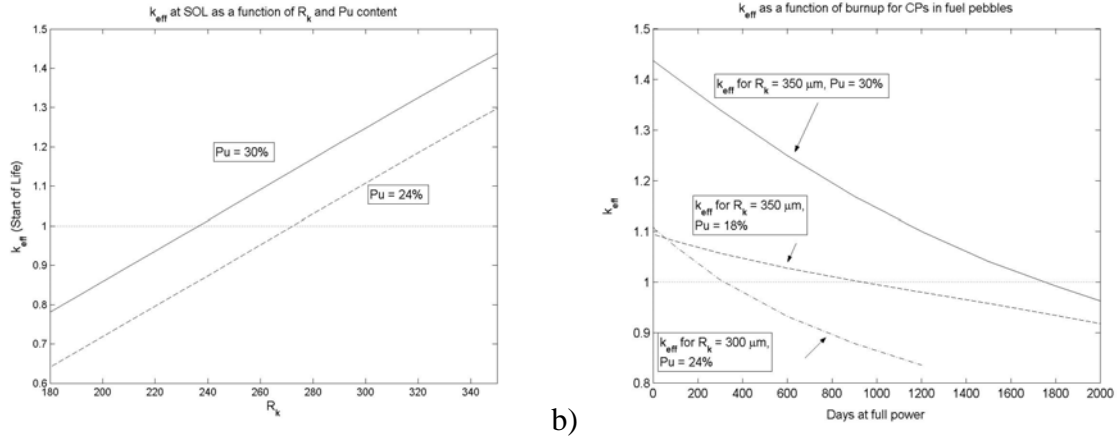 k_eff at SOL as a function of R_k and Pu content
1.5
1.4
1.3
1.2
1.1
1
0.9
0.8
0.7
0.6
k_eff (Start of Life)
Pu = 30%
Pu = 24%
180 200 220 240 260 280 300 320 340
R_k
b)
k_eff as a function of burnup for CPs in fuel pebbles
1.5
1.4
1.3
1.2
1.1
1
0.9
0.8
k_eff
k_eff for R_k = 350 μm, Pu = 30%
k_eff for R_k = 350 μm,
Pu = 18%
k_eff for R_k = 300 μm,
Pu = 24%
0 200 400 600 800 1000 1200 1400 1600 1800 2000
Days at full power